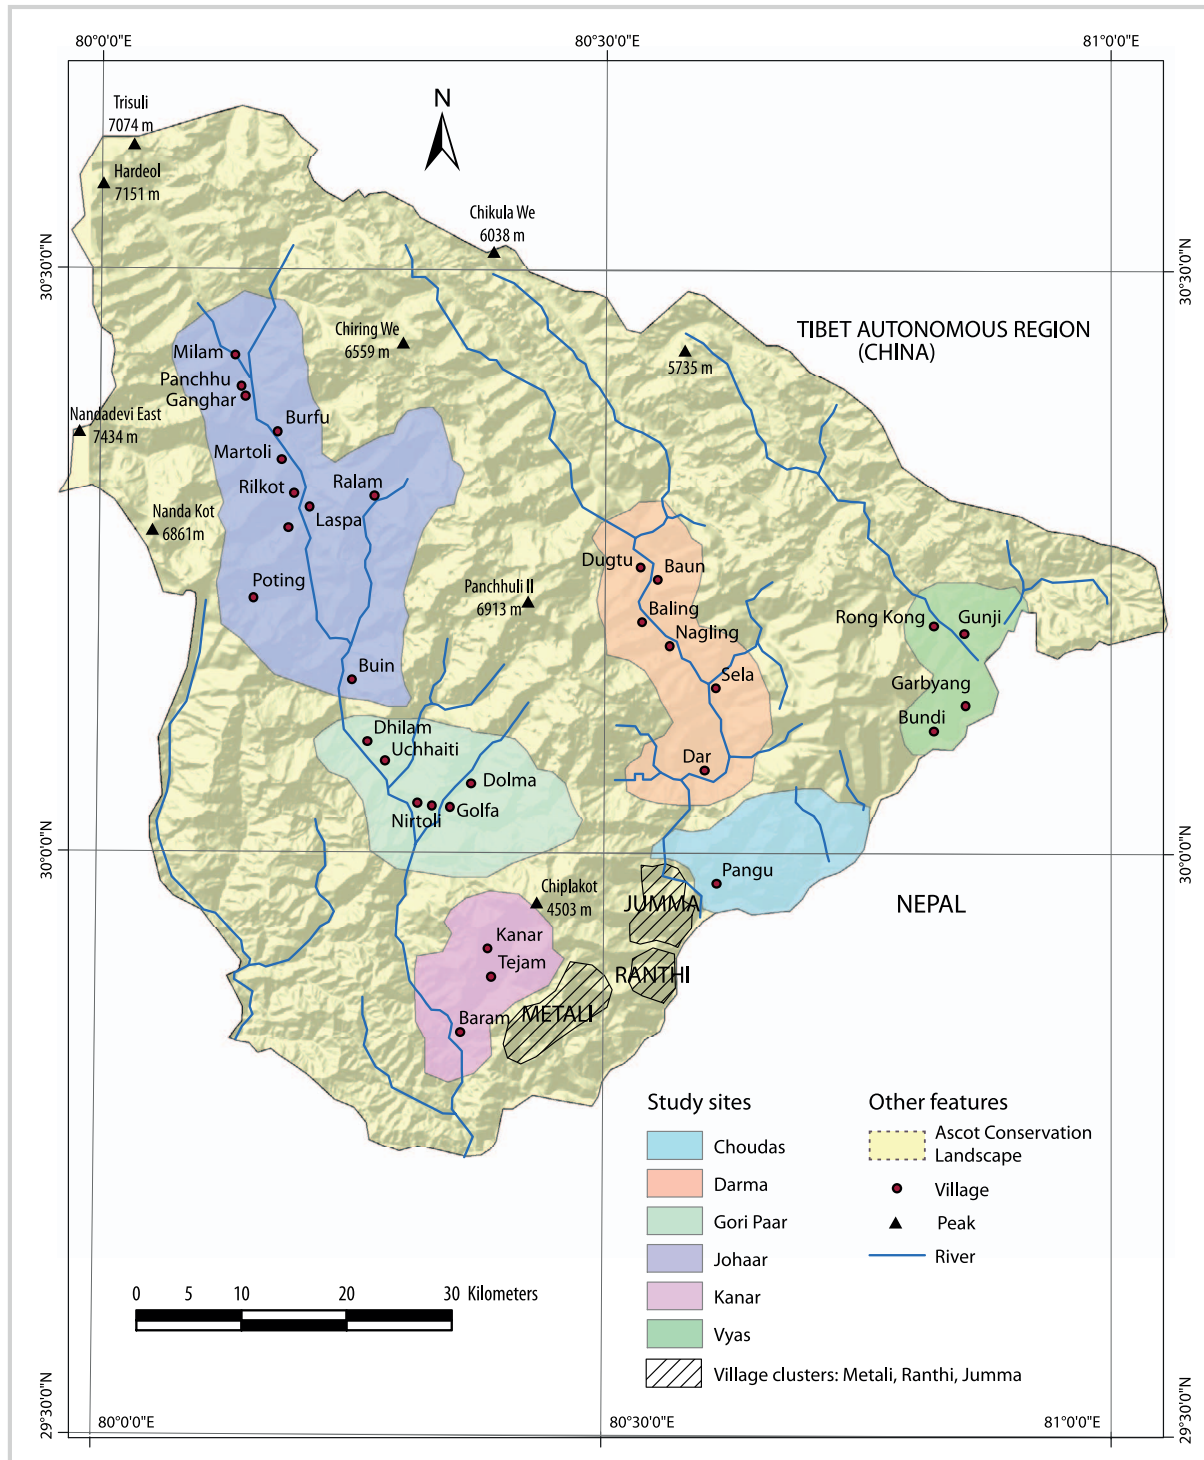 80°0'0"E
80°30'0"E
81°0'0"E
Trisuli
7074 m
N
Hardeol
7151 m
Chikula We
6038 m
30°30'0"N
30°30'0"N
TIBET AUTONOMOUS REGION
(CHINA)
Chiring We
6559 m
5735 m
Milam
Panchhu
Ganghar
Nandadevi East
7434 m
Burfu
Martoli
Rilkot
Ralam
Laspa
Nanda Kot
6861m
Dugtu
Baun
Poting
Panchhuli II
6913 m
Baling
Rong Kong
Gunji
Nagling
Buin
Sela
Garbyang
Bundi
Dhilam
Uchhaiti
Dar
Dolma
Nirtoli
Golfa
30°0'0"N
30°0'0"N
Pangu
Chiplakot
4503 m
JUMMA
NEPAL
Kanar
Tejam
RANTHI
METALI
Baram
Study sites
Choudas
Darma
Gori Paar
Johaar
Kanar
Vyas
Village clusters: Metali, Ranthi, Jumma
Other features
Ascot Conservation
Landscape
Village
Peak
River
0 5 10 20 30 Kilometers
29°30'0"N
29°30'0"N
80°0'0"E
80°30'0"E
81°0'0"E